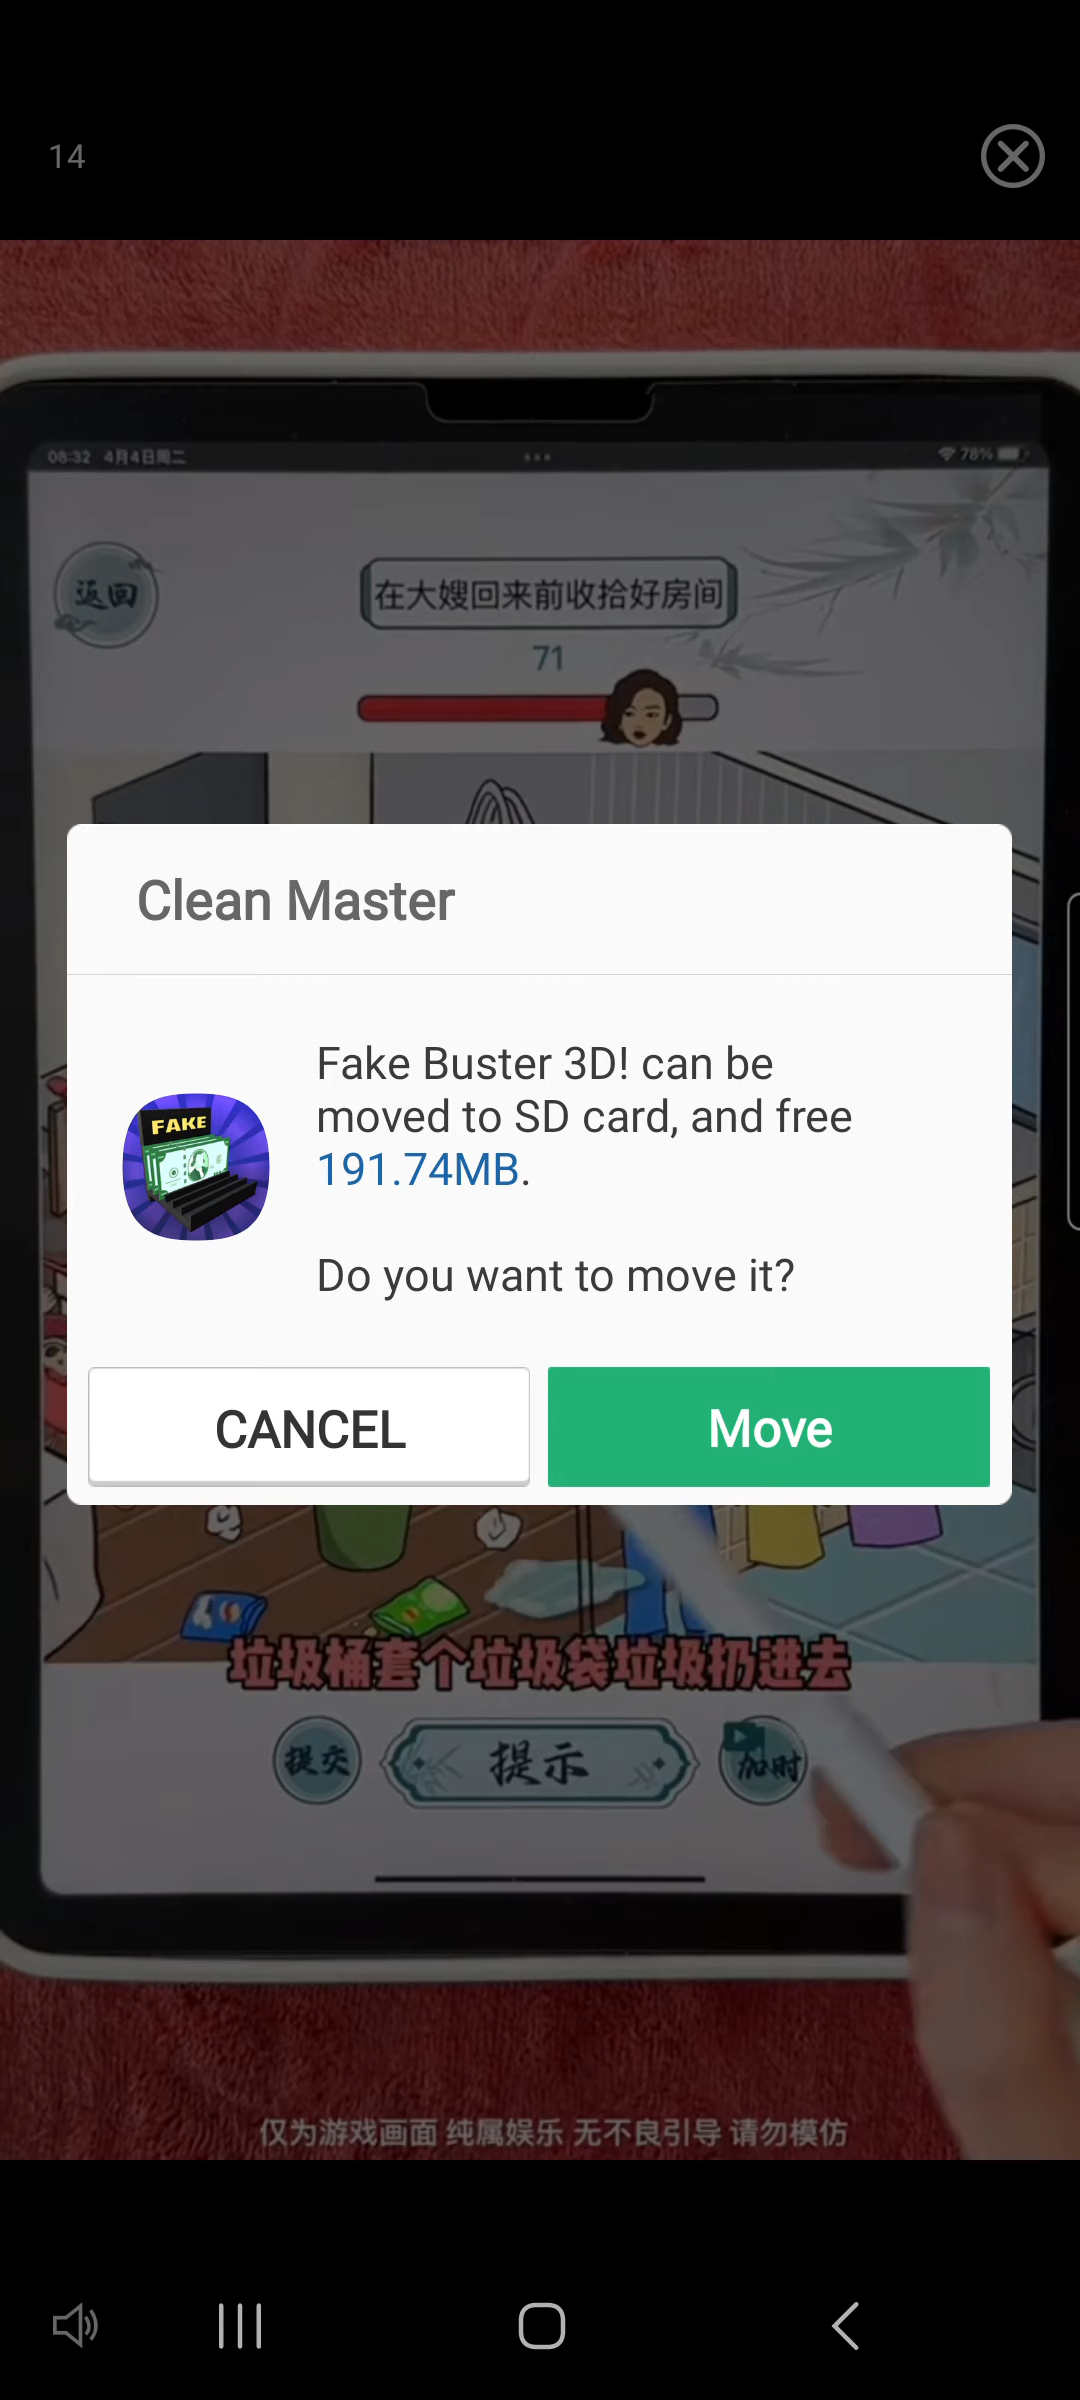 14
08:32 4月4日周二
78%
返回
在大嫂回来前收拾好房间
71
Clean Master
FAKE
Fake Buster 3D! can be
moved to SD card, and free
191.74MB.
Do you want to move it?
CANCEL
Move
垃圾桶套个垃圾袋垃圾扔进去
提交
提示
加时
仅为游戏画面 纯属娱乐 无不良引导 请勿模仿